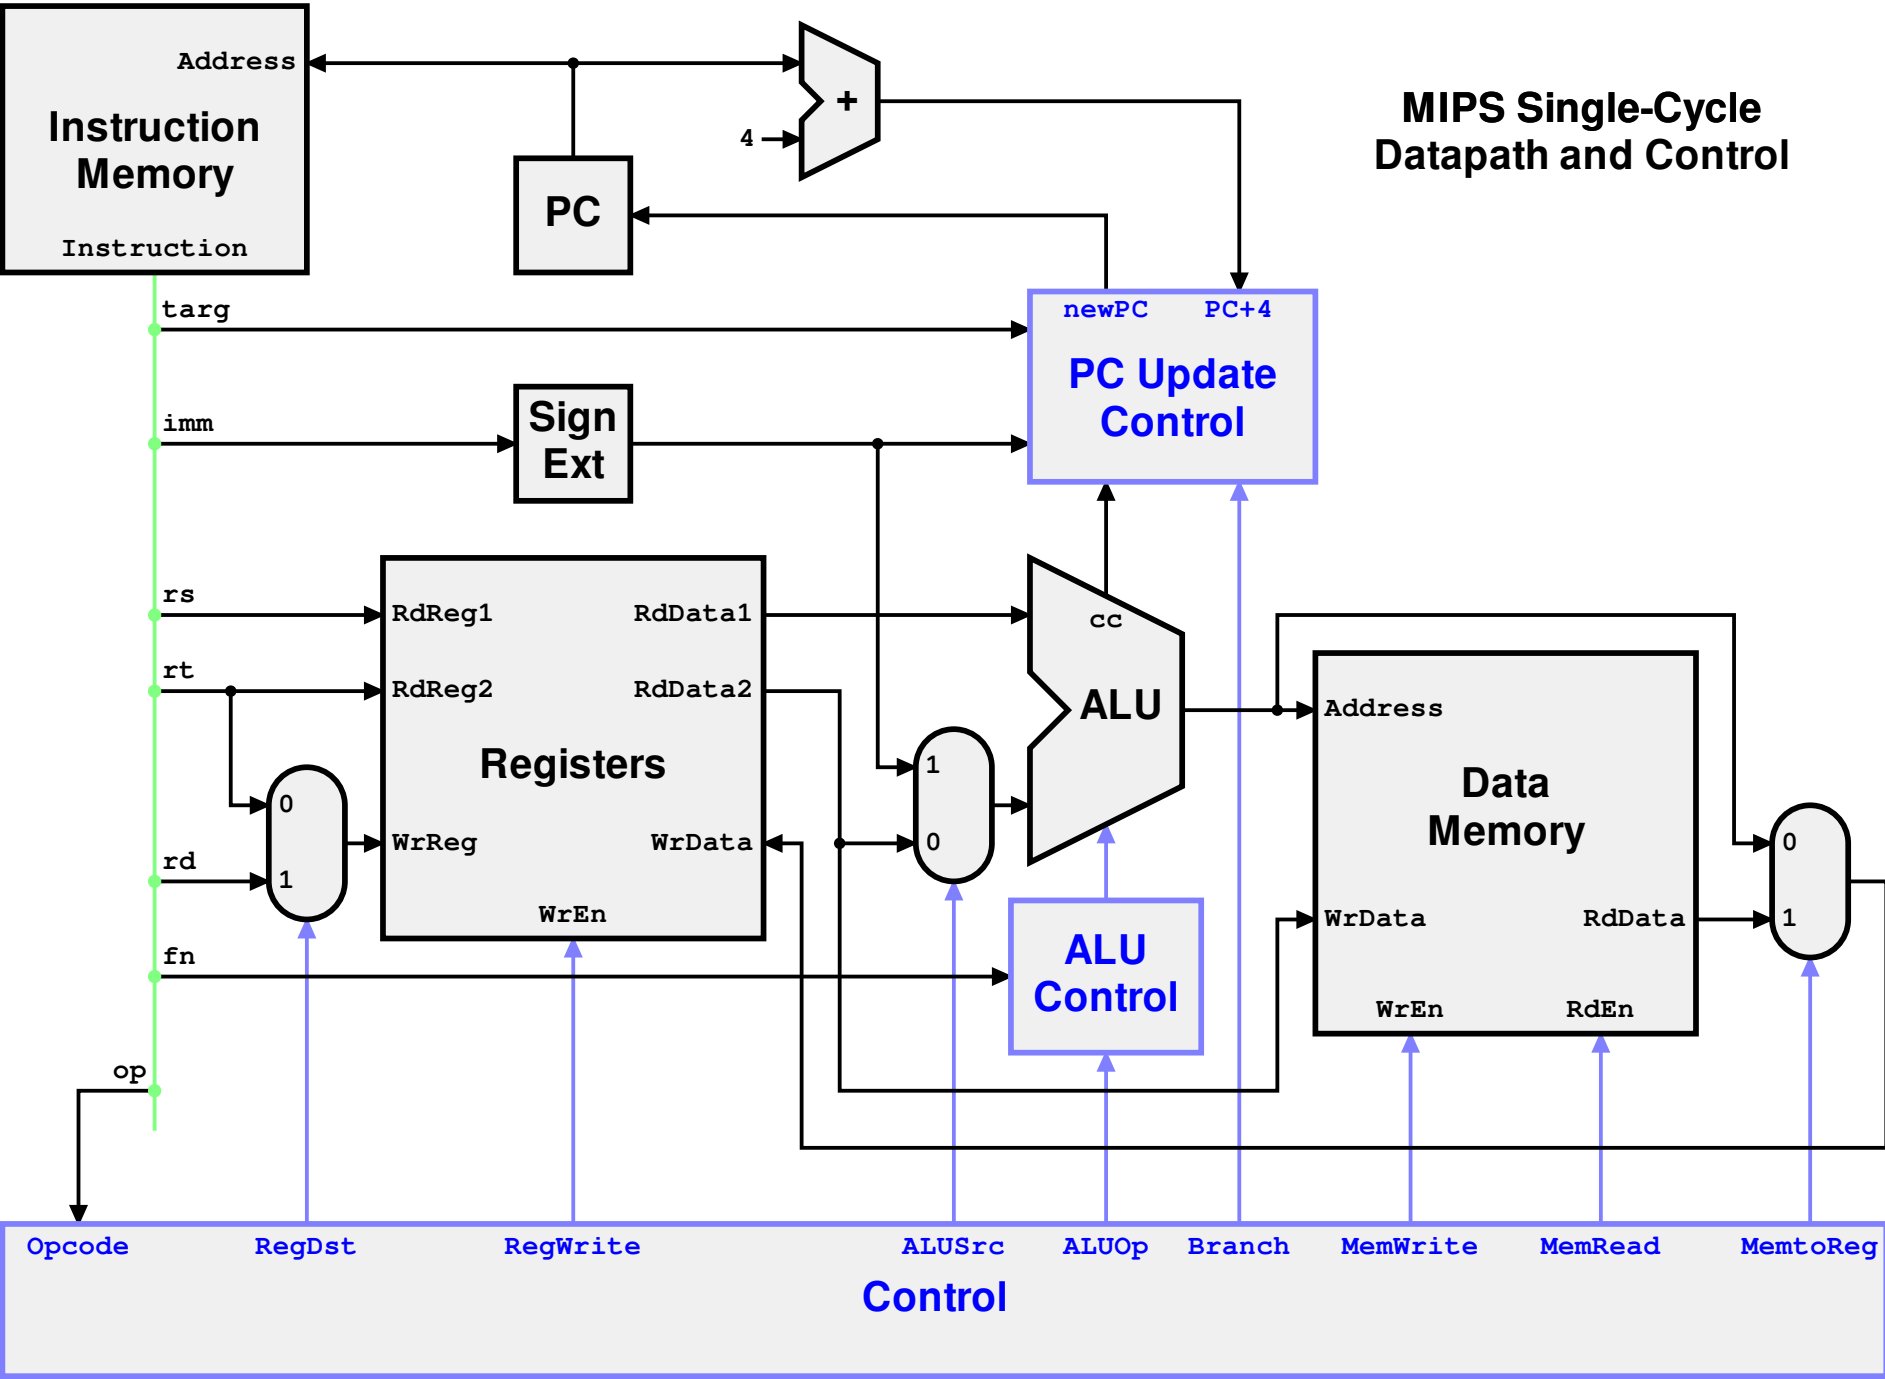 MIPS Single-Cycle
Datapath and Control
Address
Instruction
Memory
Instruction
+
4
PC
targ
newPC PC+4
PC Update
Control
imm
Sign
Ext
rs
RdReg1 RdData1
cc
rt
RdReg2 RdData2
ALU
Address
Registers
1
0
Data
Memory
0
WrReg WrData
0
rd
1
WrEn
WrData RdData
1
fn
ALU
Control
WrEn RdEn
op
Opcode RegDst RegWrite ALUSrc ALUOp Branch MemWrite MemRead MemtoReg
Control